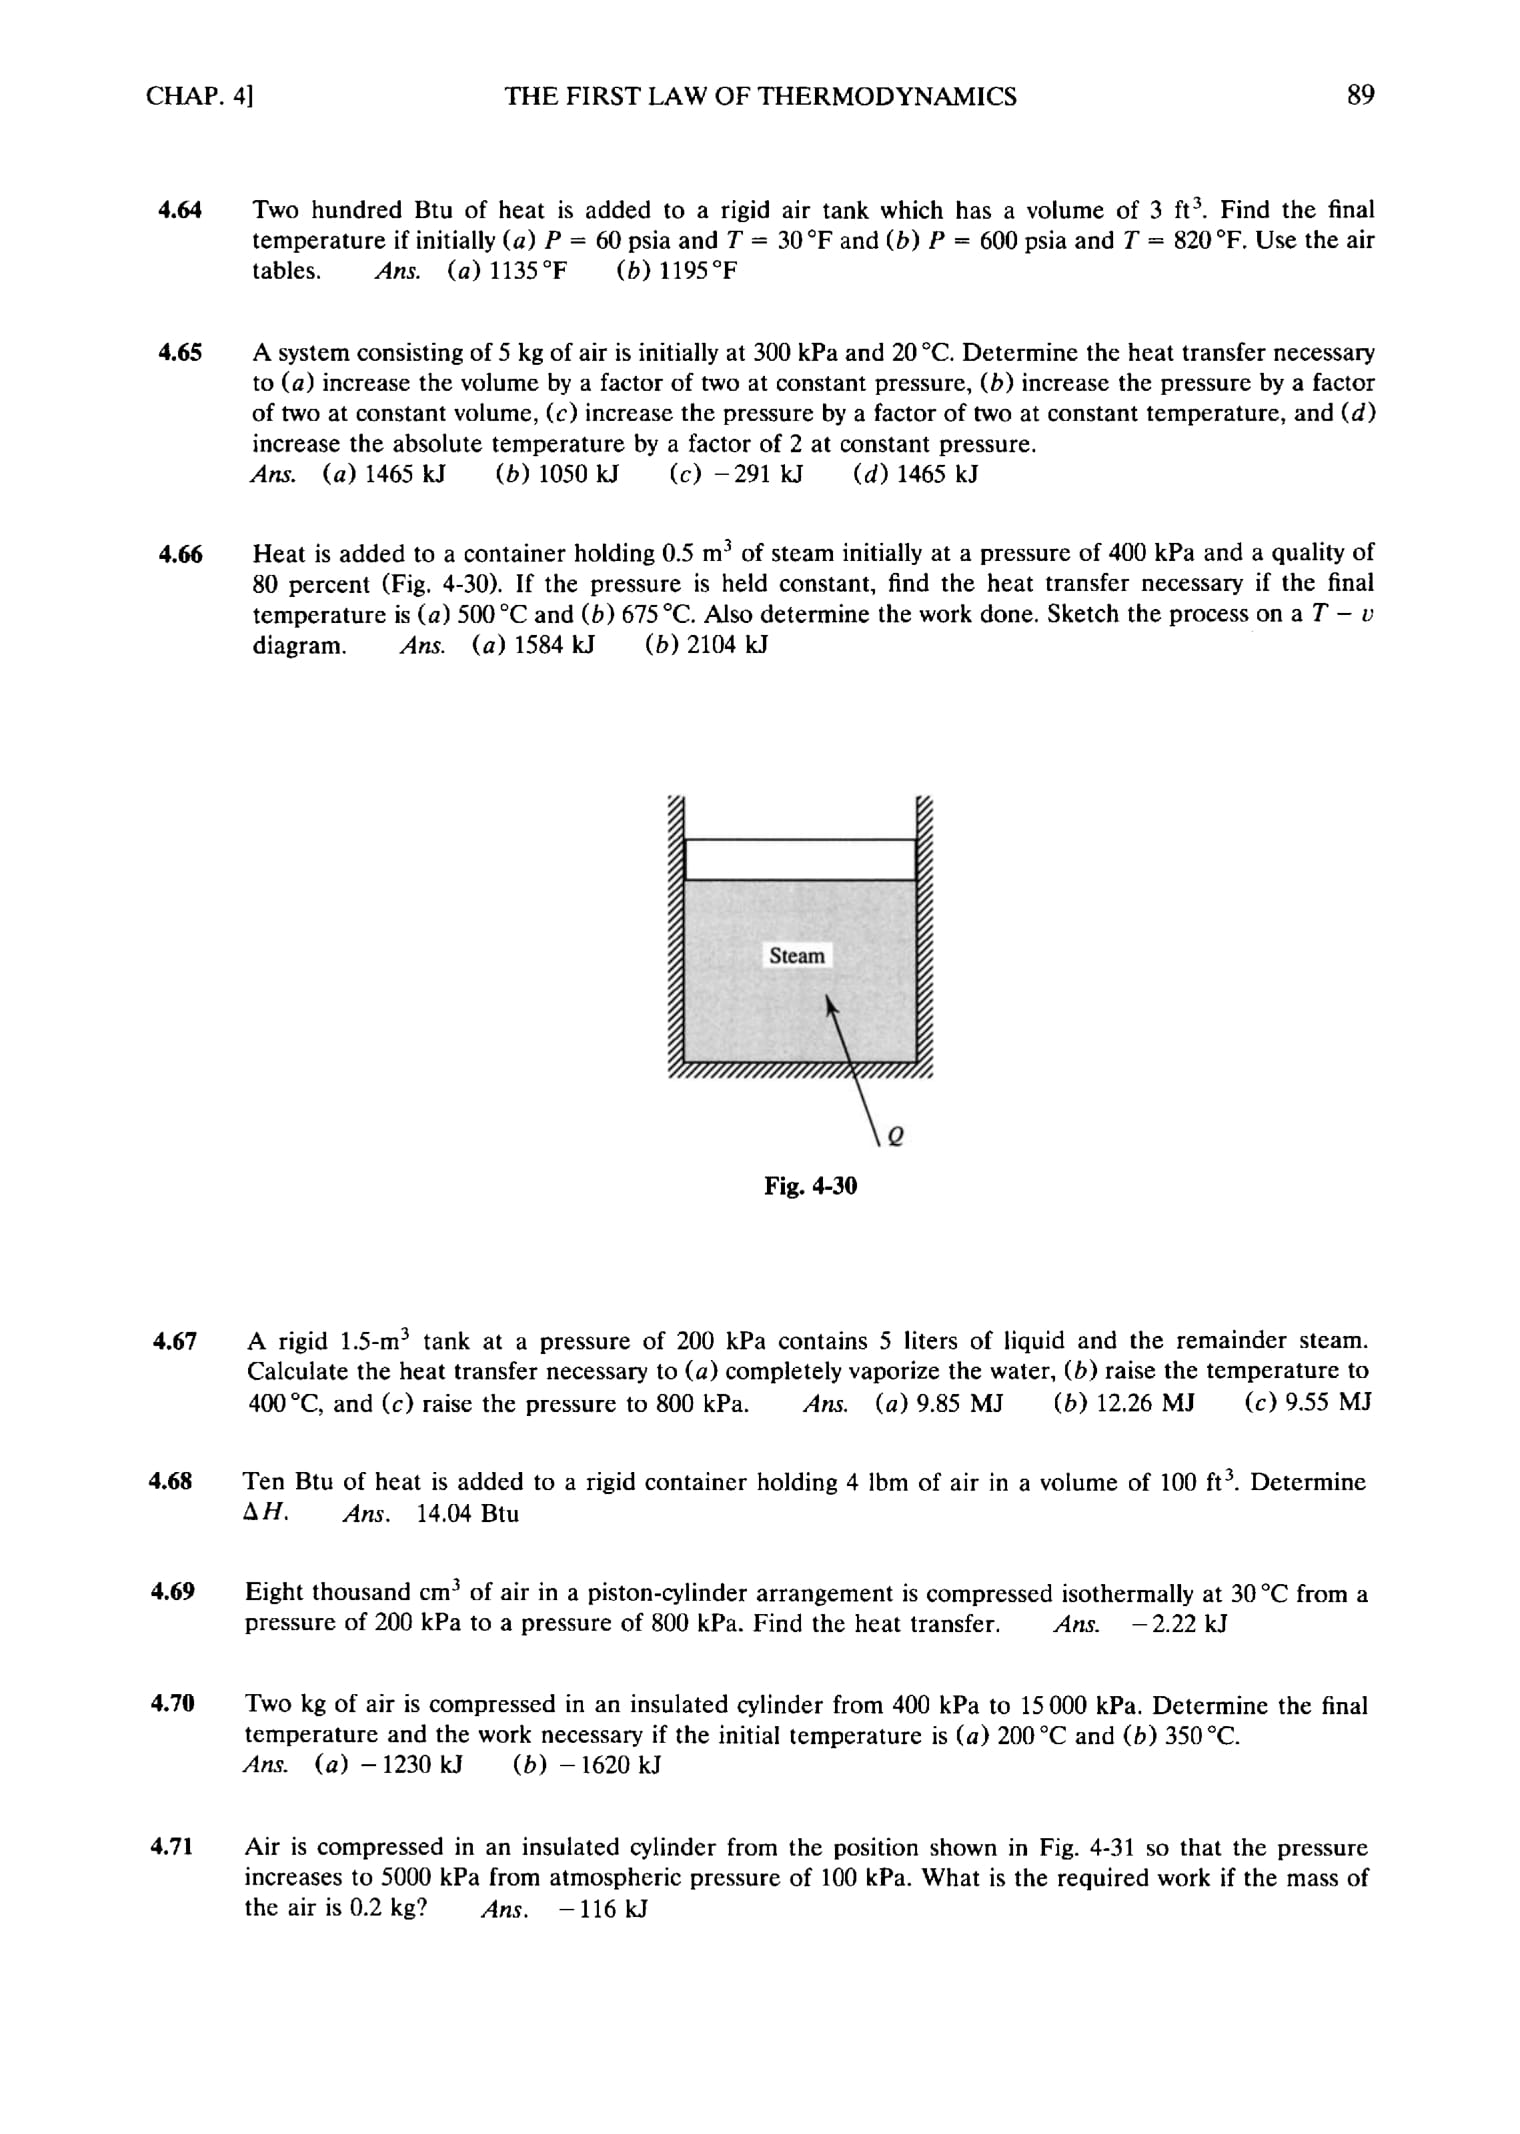 CHAP. 4] THE FIRST LAW OF THERMODYNAMICS 89
4.64 Two hundred Btu of heat is added to a rigid air tank which has a volume of 3 ft³. Find the final
temperature if initially (a) P = 60 psia and T = 30 °F and (b) P = 600 psia and T = 820 °F. Use the air
tables. Ans. (a) 1135 °F (b) 1195 °F
4.65 A system consisting of 5 kg of air is initially at 300 kPa and 20 °C. Determine the heat transfer necessary
to (a) increase the volume by a factor of two at constant pressure, (b) increase the pressure by a factor
of two at constant volume, (c) increase the pressure by a factor of two at constant temperature, and (d)
increase the absolute temperature by a factor of 2 at constant pressure.
Ans. (a) 1465 kJ (b) 1050 kJ (c) −291 kJ (d) 1465 kJ
4.66 Heat is added to a container holding 0.5 m³ of steam initially at a pressure of 400 kPa and a quality of
80 percent (Fig. 4-30). If the pressure is held constant, find the heat transfer necessary if the final
temperature is (a) 500 °C and (b) 675 °C. Also determine the work done. Sketch the process on a T − v
diagram. Ans. (a) 1584 kJ (b) 2104 kJ
Steam
Q
Fig. 4-30
4.67 A rigid 1.5-m³ tank at a pressure of 200 kPa contains 5 liters of liquid and the remainder steam.
Calculate the heat transfer necessary to (a) completely vaporize the water, (b) raise the temperature to
400 °C, and (c) raise the pressure to 800 kPa. Ans. (a) 9.85 MJ (b) 12.26 MJ (c) 9.55 MJ
4.68 Ten Btu of heat is added to a rigid container holding 4 lbm of air in a volume of 100 ft³. Determine
ΔH. Ans. 14.04 Btu
4.69 Eight thousand cm³ of air in a piston-cylinder arrangement is compressed isothermally at 30 °C from a
pressure of 200 kPa to a pressure of 800 kPa. Find the heat transfer. Ans. −2.22 kJ
4.70 Two kg of air is compressed in an insulated cylinder from 400 kPa to 15 000 kPa. Determine the final
temperature and the work necessary if the initial temperature is (a) 200 °C and (b) 350 °C.
Ans. (a) −1230 kJ (b) −1620 kJ
4.71 Air is compressed in an insulated cylinder from the position shown in Fig. 4-31 so that the pressure
increases to 5000 kPa from atmospheric pressure of 100 kPa. What is the required work if the mass of
the air is 0.2 kg? Ans. −116 kJ